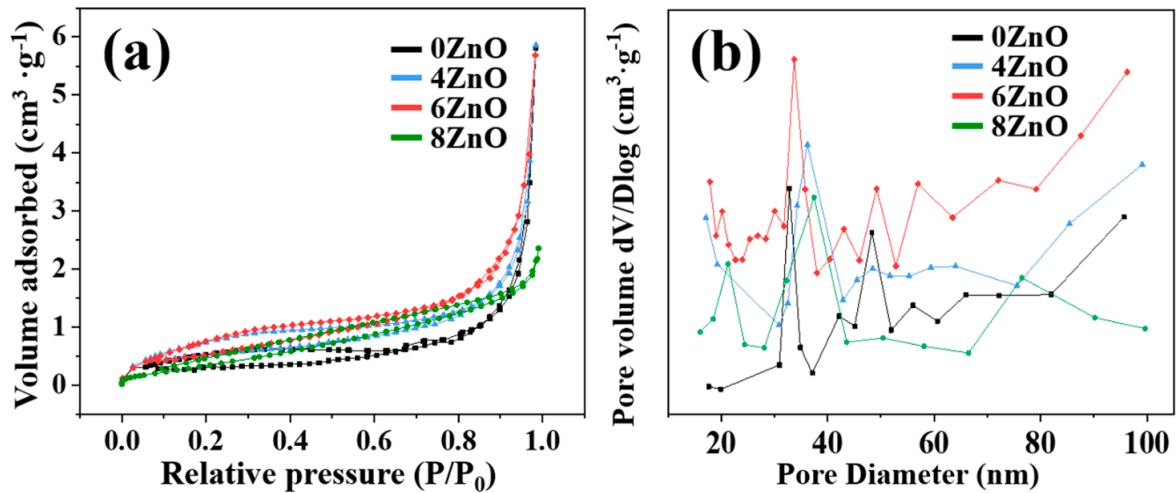 (a)
0ZnO
4ZnO
6ZnO
8ZnO
Volume adsorbed (cm³ ·g⁻¹)
6
5
4
3
2
1
0
0.0 0.2 0.4 0.6 0.8 1.0
Relative pressure (P/P₀)
(b)
0ZnO
4ZnO
6ZnO
8ZnO
Pore volume dV/Dlog (cm³·g⁻¹)
20 40 60 80 100
Pore Diameter (nm)